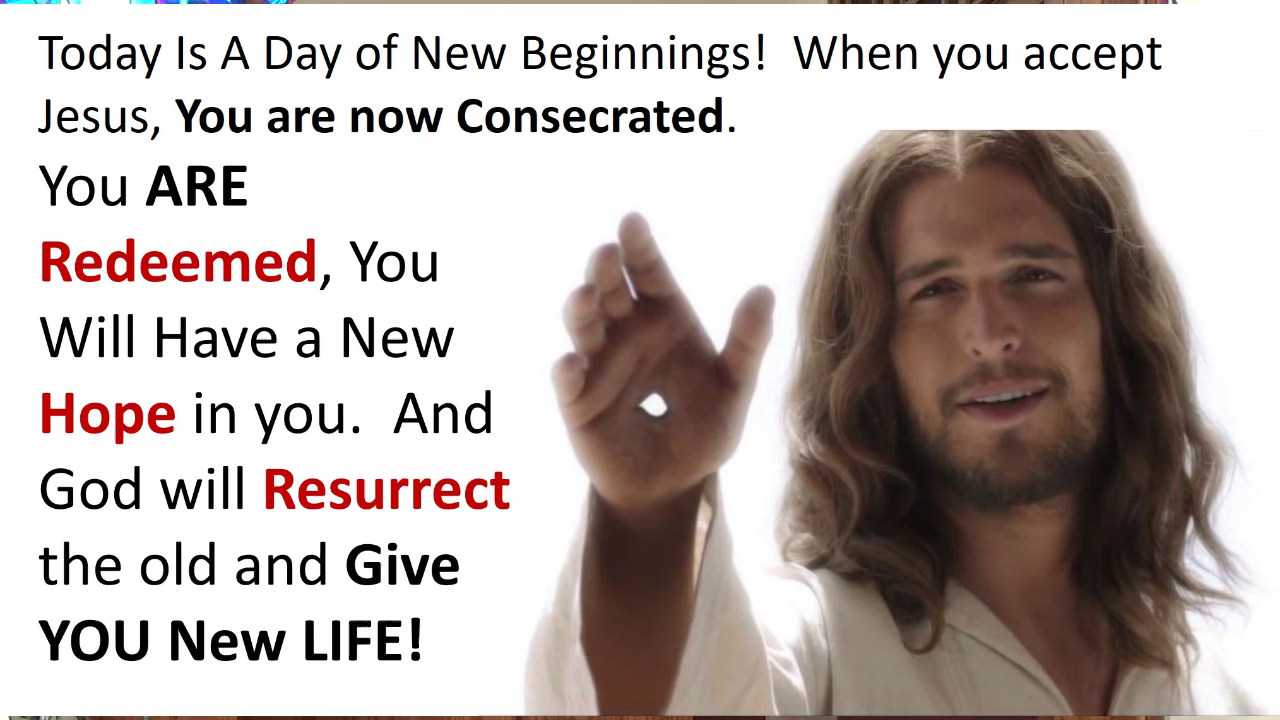 Today Is A Day of New Beginnings!  When you accept
Jesus, You are now Consecrated.
You ARE
Redeemed, You
Will Have a New
Hope in you.  And
God will Resurrect
the old and Give
YOU New LIFE!